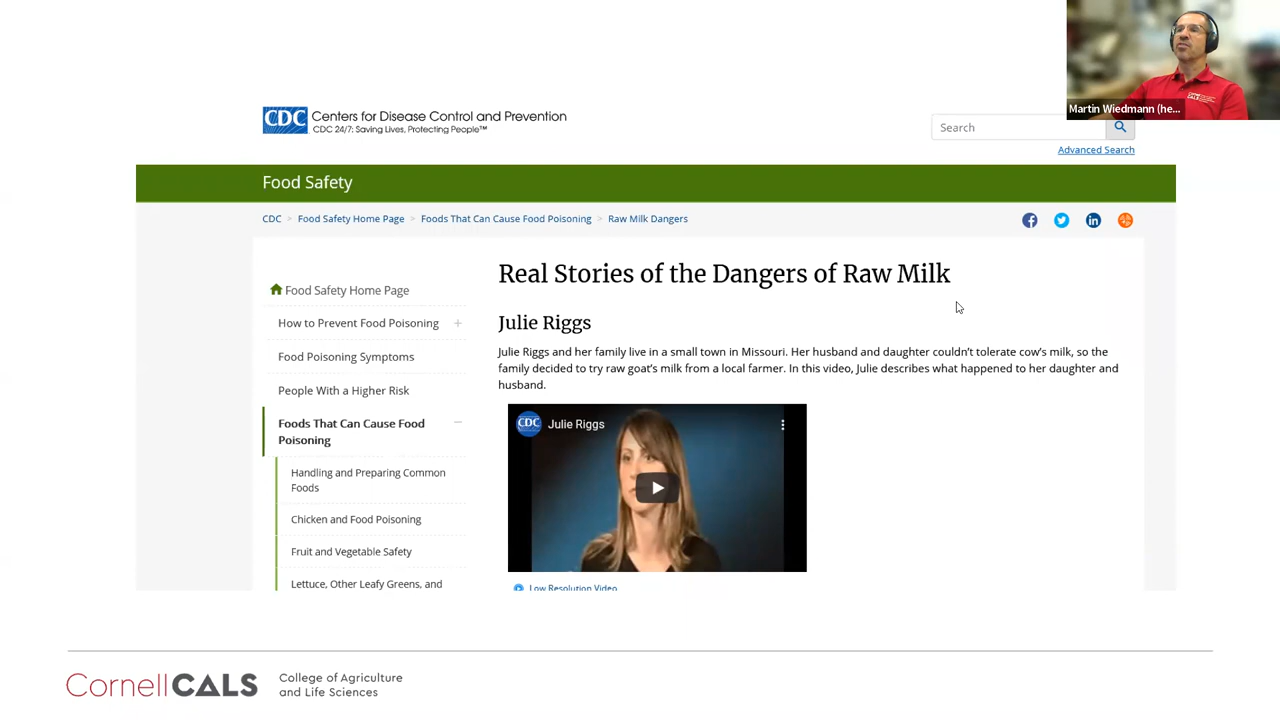 Martin Wiedmann (he...
CDC Centers for Disease Control and Prevention
CDC 24/7: Saving Lives, Protecting People™
Search
Advanced Search
Food Safety
CDC > Food Safety Home Page > Foods That Can Cause Food Poisoning > Raw Milk Dangers
Food Safety Home Page
How to Prevent Food Poisoning +
Food Poisoning Symptoms
People With a Higher Risk
Foods That Can Cause Food
Poisoning
Handling and Preparing Common
Foods
Chicken and Food Poisoning
Fruit and Vegetable Safety
Lettuce, Other Leafy Greens, and
Real Stories of the Dangers of Raw Milk
Julie Riggs
Julie Riggs and her family live in a small town in Missouri. Her husband and daughter couldn't tolerate cow's milk, so the
family decided to try raw goat's milk from a local farmer. In this video, Julie describes what happened to her daughter and
husband.
CDC Julie Riggs
Low Resolution Video
CornellCALS
College of Agriculture
and Life Sciences